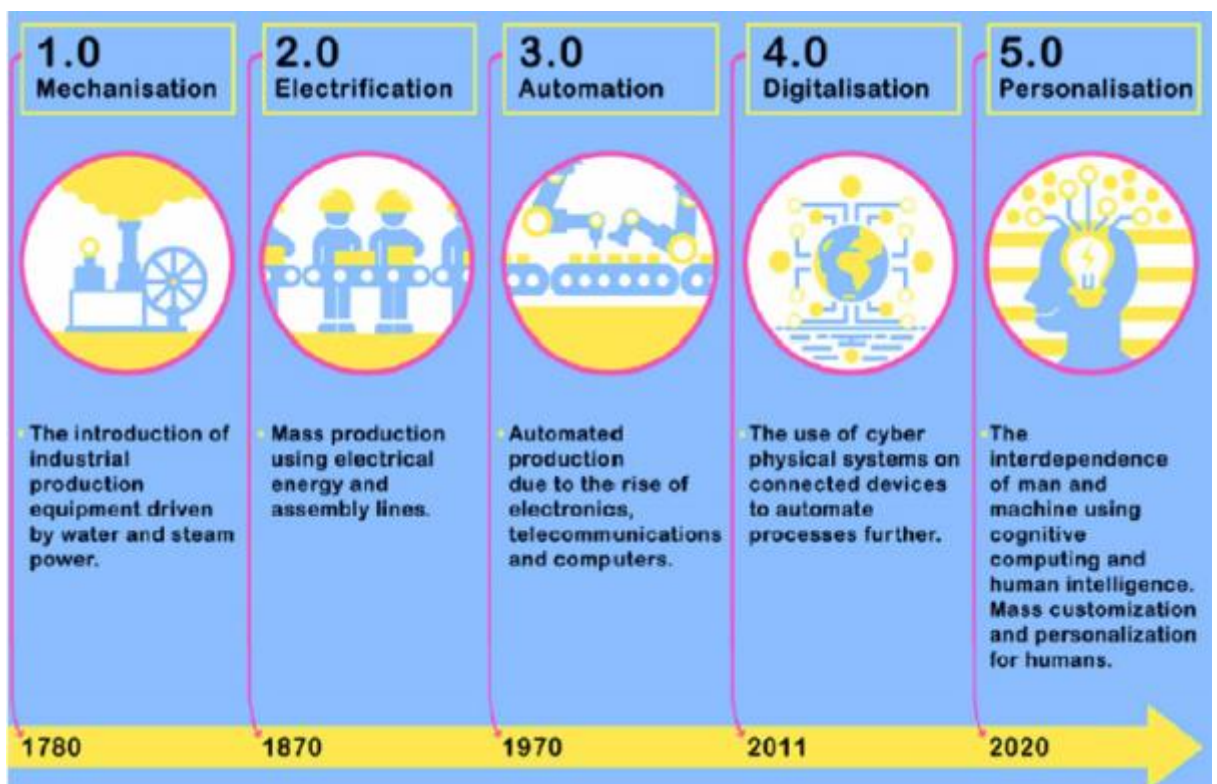 1.0
Mechanisation
The introduction of
industrial
production
equipment driven
by water and steam
power.
1780
2.0
Electrification
Mass production
using electrical
energy and
assembly lines.
1870
3.0
Automation
Automated
production
due to the rise of
electronics,
telecommunications
and computers.
1970
4.0
Digitalisation
The use of cyber
physical systems on
connected devices
to automate
processes further.
2011
5.0
Personalisation
The
interdependence
of man and
machine using
cognitive
computing and
human intelligence.
Mass customization
and personalization
for humans.
2020